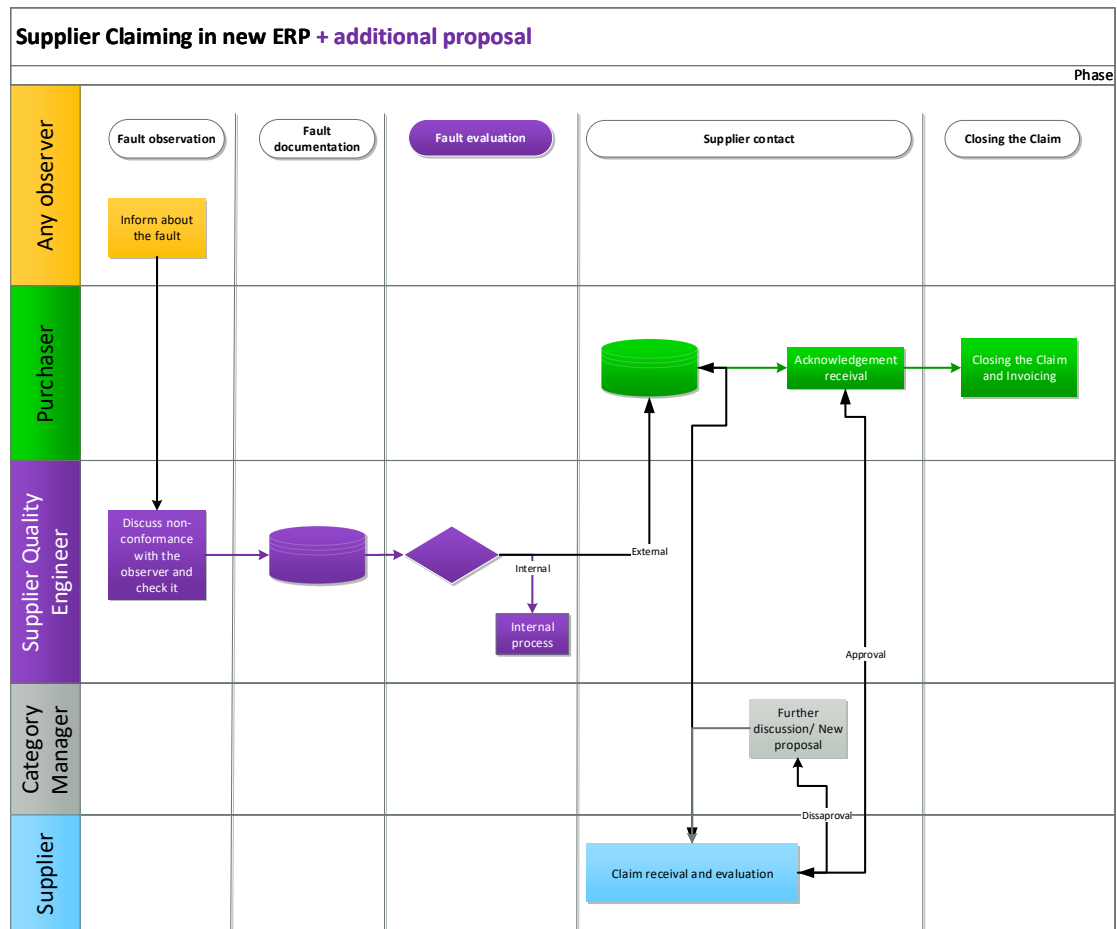 Supplier Claiming in new ERP + additional proposal
Phase
Any observer
Fault observation
Fault
documentation
Fault evaluation
Supplier contact
Closing the Claim
Inform about
the fault
Purchaser
Acknowledgement
receival
Closing the Claim
and Invoicing
Supplier Quality
Engineer
Discuss non-
conformance
with the
observer and
check it
External
Internal
Internal
process
Approval
Category
Manager
Further
discussion/ New
proposal
Dissaproval
Supplier
Claim receival and evaluation